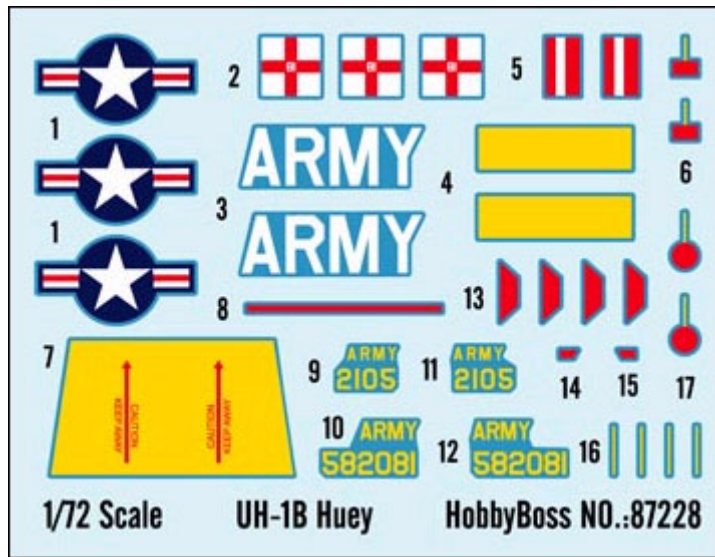 1
2
5
ARMY
3
4
6
1
ARMY
8
13
7
9
ARMY
2105
11
ARMY
2105
14
15
17
CAUTION
KEEP AWAY
CAUTION
KEEP AWAY
10
ARMY
582081
12
ARMY
582081
16
1/72 Scale
UH-1B Huey
HobbyBoss NO.:87228